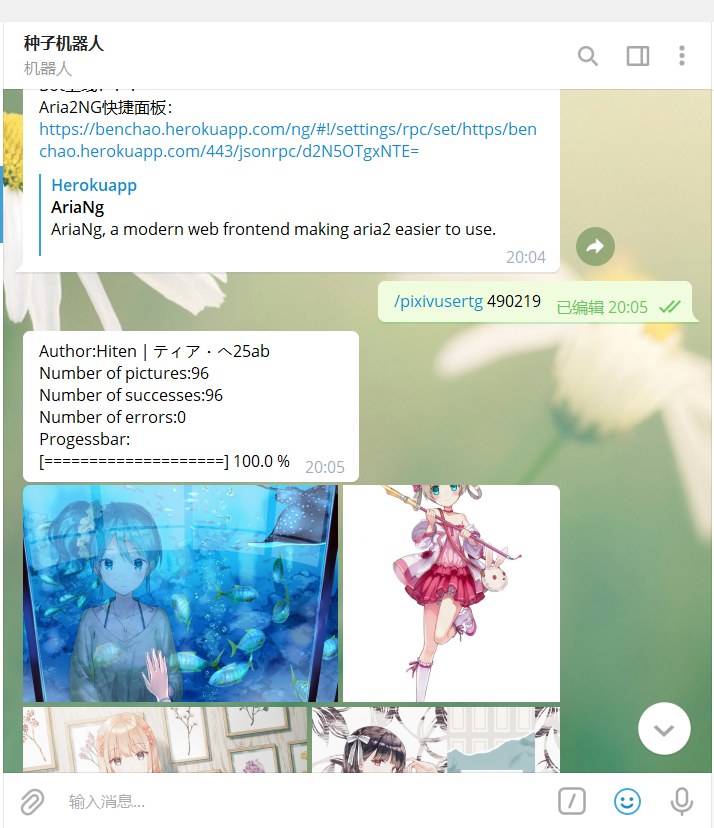 种子机器人
机器人
Aria2NG快捷面板：
https://benchao.herokuapp.com/ng/#!/settings/rpc/set/https/ben
chao.herokuapp.com/443/jsonrpc/d2N5OTgxNTE=
Herokuapp
AriaNg
AriaNg, a modern web frontend making aria2 easier to use.
20:04
/pixivusertg 490219 已编辑 20:05
Author:Hiten | ティア・ヘ25ab
Number of pictures:96
Number of successes:96
Number of errors:0
Progessbar:
[====================] 100.0 % 20:05
输入消息...